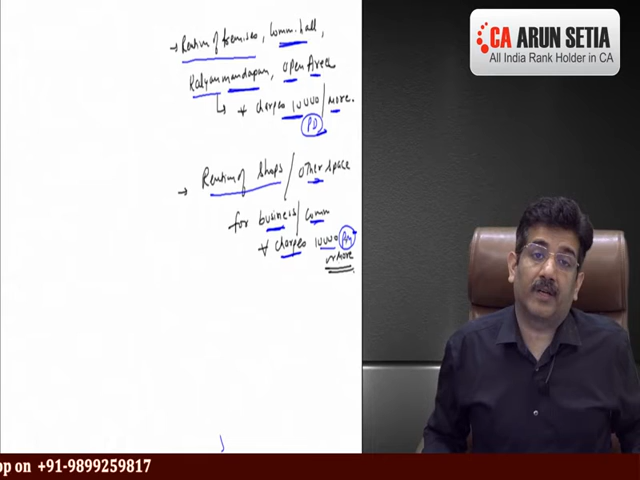 → Renting of Premises, Comm. hall,
Kalyanmandapam, Open Area
↳ + charges 10000/ More.
PD
→ Renting of Shops / other space
for business / Comm
+ charges 10000 PM
or More
CA ARUN SETIA
All India Rank Holder in CA
pp on +91-9899259817